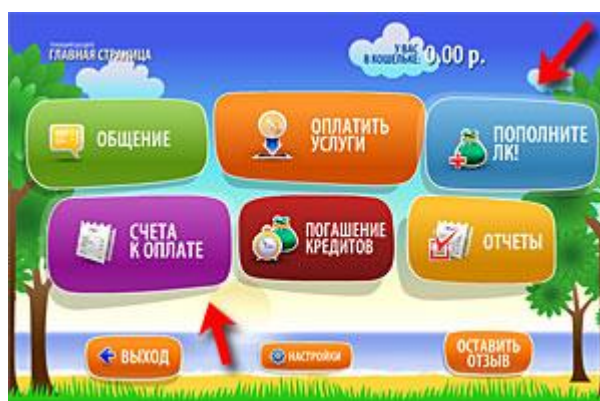 ГЛАВНАЯ СТРАНИЦА
У ВАС
В КОШЕЛЬКЕ: 0,00 р.
ОБЩЕНИЕ
ОПЛАТИТЬ
УСЛУГИ
ПОПОЛНИТЕ
ЛК!
СЧЕТА
К ОПЛАТЕ
ПОГАШЕНИЕ
КРЕДИТОВ
ОТЧЕТЫ
ВЫХОД
НАСТРОЙКИ
ОСТАВИТЬ
ОТЗЫВ